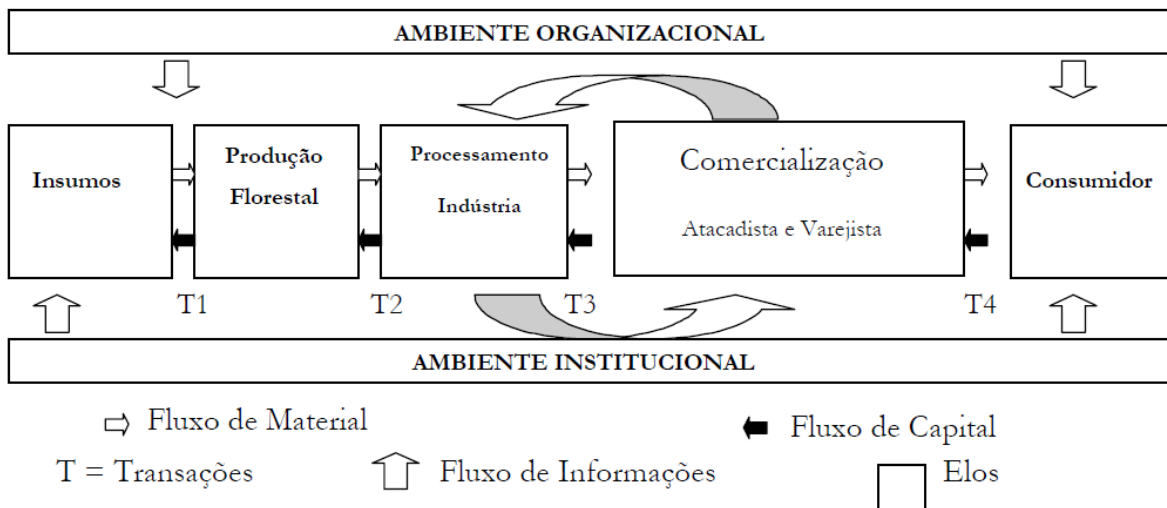 AMBIENTE ORGANIZACIONAL
Insumos
Produção
Florestal
Processamento
Indústria
Comercialização
Atacadista e Varejista
Consumidor
T1
T2
T3
T4
AMBIENTE INSTITUCIONAL
Fluxo de Material
Fluxo de Capital
T = Transações
Fluxo de Informações
Elos